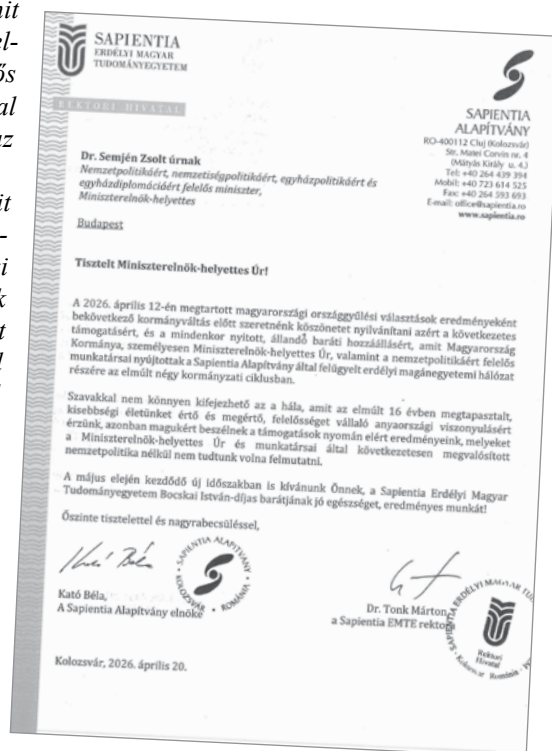 SAPIENTIA
ERDÉLYI MAGYAR
TUDOMÁNYEGYETEM
REKTORI HIVATAL
SAPIENTIA
ALAPÍTVÁNY
RO-400112 Cluj (Kolozsvár)
Str. Matei Corvin nr. 4
(Mátyás Király u. 4.)
Tel: +40 264 439 394
Mobil: +40 723 614 525
Fax: +40 264 593 693
E-mail: office@sapientia.ro
www.sapientia.ro
Dr. Semjén Zsolt úrnak
Nemzetpolitikáért, nemzetiségpolitikáért, egyházpolitikáért és
egyházdiplomáciáért felelős miniszter,
Miniszterelnök-helyettes
Budapest
Tisztelt Miniszterelnök-helyettes Úr!
A 2026. április 12-én megtartott magyarországi országgyűlési választások eredményeként
bekövetkező kormányváltás előtt szeretnénk köszönetet nyilvánítani azért a következetes
támogatásért, és a mindenkor nyitott, állandó baráti hozzáállásért, amit Magyarország
Kormánya, személyesen Miniszterelnök-helyettes Úr, valamint a nemzetpolitikáért felelős
munkatársai nyújtottak a Sapientia Alapítvány által felügyelt erdélyi magánegyetemi hálózat
részére az elmúlt négy kormányzati ciklusban.
Szavakkal nem könnyen kifejezhető az a hála, amit az elmúlt 16 évben megtapasztalt,
kisebbségi életünket értő és megértő, felelősséget vállaló anyaországi viszonyulásért
érzünk, azonban magukért beszélnek a támogatások nyomán elért eredményeink, melyeket
a Miniszterelnök-helyettes Úr és munkatársai által következetesen megvalósított
nemzetpolitika nélkül nem tudtunk volna felmutatni.
A május elején kezdődő új időszakban is kívánunk Önnek, a Sapientia Erdélyi Magyar
Tudományegyetem Bocskai István-díjas barátjának jó egészséget, eredményes munkát!
Őszinte tisztelettel és nagyrabecsüléssel,
Kató Béla,
A Sapientia Alapítvány elnöke
SAPIENTIA ALAPÍTVÁNY
KOLOZSVÁR • ROMÁNIA
Dr. Tonk Márton,
a Sapientia EMTE rektora
Rektori
Hivatal
Kolozsvár, 2026. április 20.